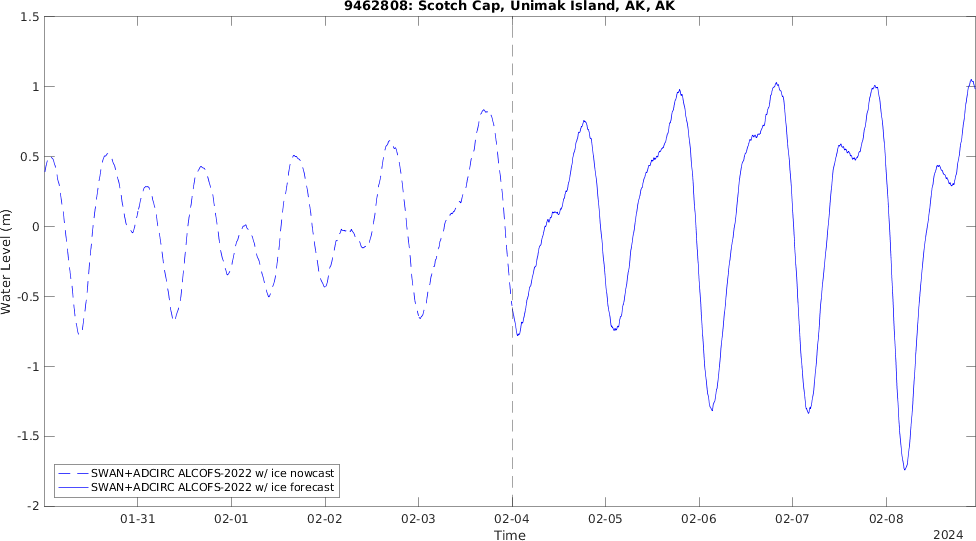 9462808: Scotch Cap, Unimak Island, AK, AK
Water Level (m)
1.5
1
0.5
0
-0.5
-1
-1.5
-2
SWAN+ADCIRC ALCOFS-2022 w/ ice nowcast
SWAN+ADCIRC ALCOFS-2022 w/ ice forecast
01-31 02-01 02-02 02-03 02-04 02-05 02-06 02-07 02-08
Time
2024